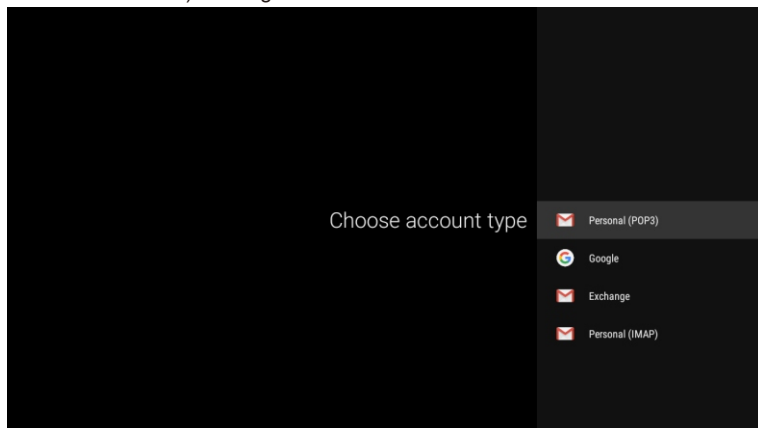 Choose account type
Personal (POP3)
Google
Exchange
Personal (IMAP)